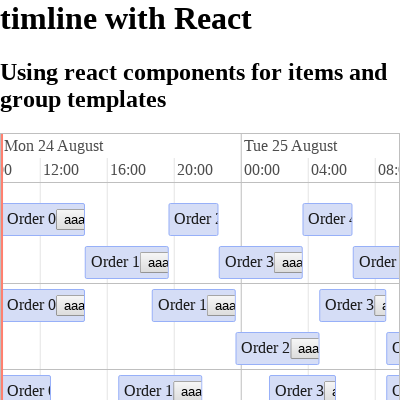 timline with React
Using react components for items and
group templates
Mon 24 August Tue 25 August
0 12:00 16:00 20:00 00:00 04:00 08:
Order 0 aaa Order Order
Order 1 aaa Order 3 aaa Order
Order 0 aaa Order 1 aaa Order 3
Order 2 aaa
Order Order 1 aaa Order 3